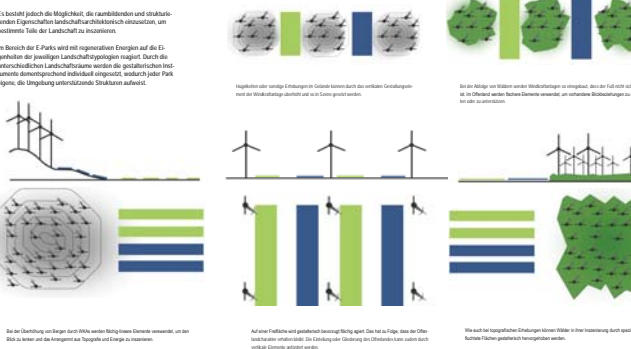 Es besteht jedoch die Möglichkeit, die raumbildenden und strukturie-
renden Eigenschaften landschaftsarchitektonisch einzusetzen, um
bestimmte Teile der Landschaft zu inszenieren.
Im Bereich der E-Parks wird mit regenerativen Energien auf die Ei-
genheiten der jeweiligen Landschaftstypologien reagiert. Durch die
unterschiedlichen Landschaftsräume werden die gestalterischen Inst-
rumente dementsprechend individuell eingesetzt, wodurch jeder Park
eigene, die Umgebung unterstützende Strukturen aufweist.
Hügelketten oder sonstige Erhebungen im Gelände können durch das vertikalen Gestaltungsele-
ment der Windkraftanlage überhöht und so in Szene gesetzt werden.
Bei der Ablöge von Wäldern werden Windkraftanlagen so eingebaut, dass der Fuß nicht sich
ist. Im Offenland werden flachere Elemente verwendet, um vorhandene Blickbeziehungen zu
ten oder zu unterstützen.
Bei der Überhöhung von Bergen durch WKAs werden flächig-lineare Elemente verwendet, um den
Blick zu lenken und das Arrangement aus Topografie und Energie zu inszenieren.
Auf einer Freifläche wird gestalterisch bevorzugt flächig agiert. Das hat zu Folge, dass der Offen-
landcharakter erhalten bleibt. Die Einteilung oder Gliederung des Offenlandes kann zudem durch
vertikale Elemente gefördert werden.
Wie auch bei topografischen Erhebungen können Wälder in ihrer Inszenierung durch spezi
fluchtete Flächen gestalterisch hervorgehoben werden.